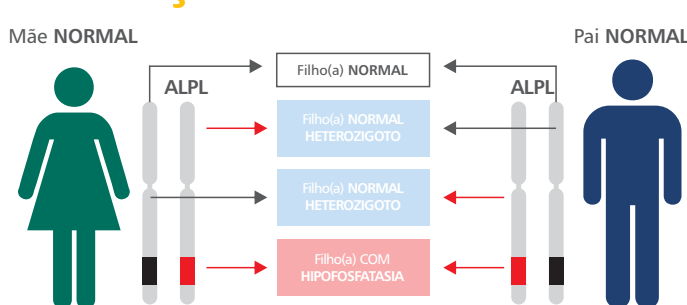 Mãe NORMAL
Pai NORMAL
Filho(a) NORMAL
ALPL
ALPL
Filho(a) NORMAL
HETEROZIGOTO
Filho(a) NORMAL
HETEROZIGOTO
Filho(a) COM
HIPOFOSFATASIA